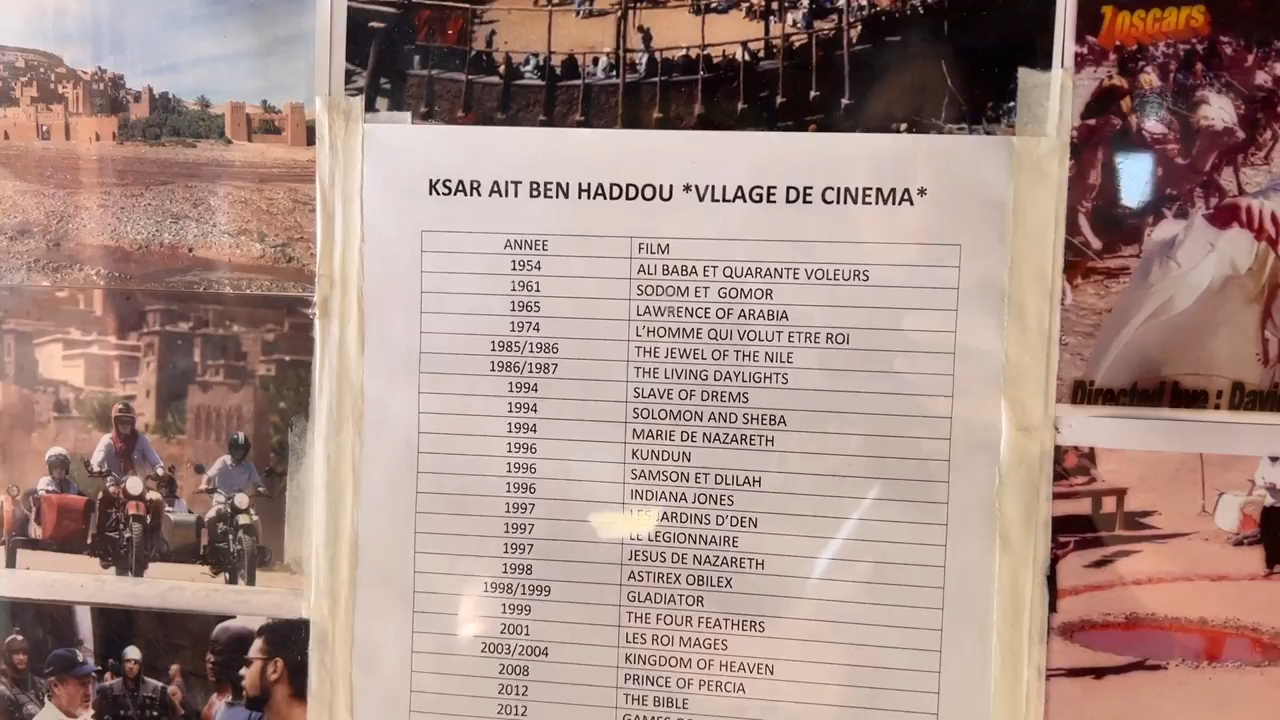 7oscars
KSAR AIT BEN HADDOU *VLLAGE DE CINEMA*
ANNEE FILM
1954 ALI BABA ET QUARANTE VOLEURS
1961 SODOM ET GOMOR
1965 LAWRENCE OF ARABIA
1974 L'HOMME QUI VOLUT ETRE ROI
1985/1986 THE JEWEL OF THE NILE
1986/1987 THE LIVING DAYLIGHTS
1994 SLAVE OF DREMS
1994 SOLOMON AND SHEBA
1994 MARIE DE NAZARETH
1996 KUNDUN
1996 SAMSON ET DLILAH
1996 INDIANA JONES
1997 LES JARDINS D'DEN
1997 LE LEGIONNAIRE
1997 JESUS DE NAZARETH
1998 ASTIREX OBILEX
1998/1999 GLADIATOR
1999 THE FOUR FEATHERS
2001 LES ROI MAGES
2003/2004 KINGDOM OF HEAVEN
2008 PRINCE OF PERCIA
2012 THE BIBLE
2012
Directed bye :